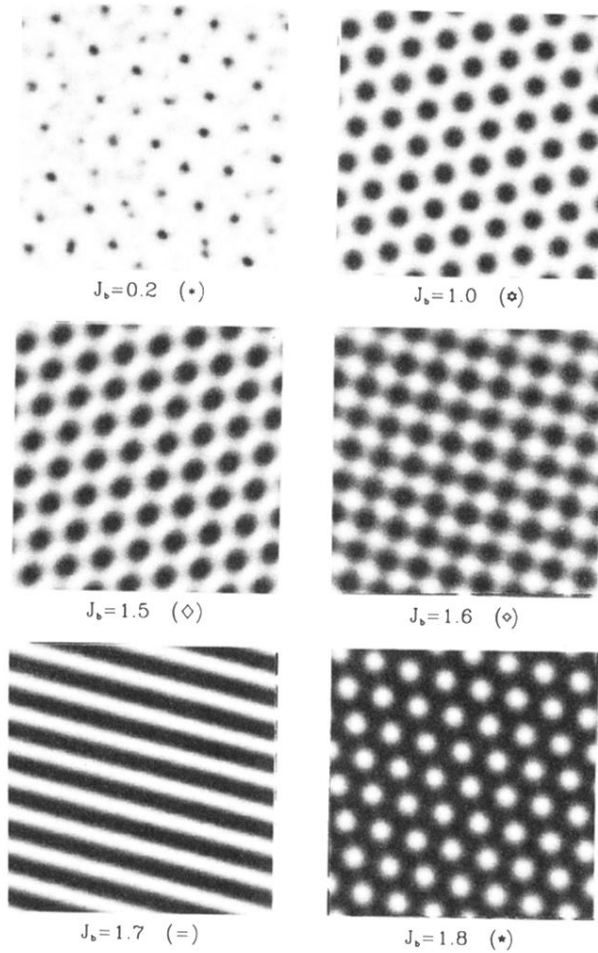 J_b=0.2 (•)
J_b=1.0 (✡)
J_b=1.5 (◇)
J_b=1.6 (⋄)
J_b=1.7 (=)
J_b=1.8 (★)